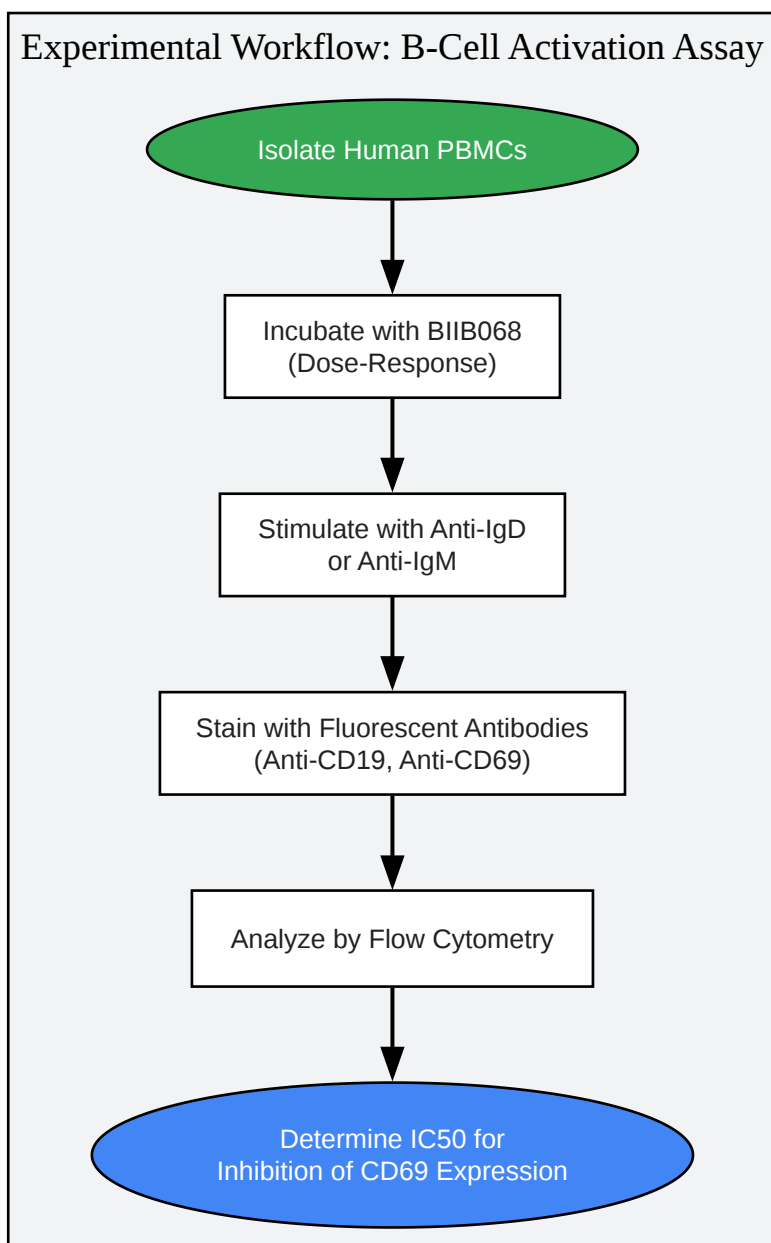 Experimental Workflow: B-Cell Activation Assay
Isolate Human PBMCs
Incubate with BIIB068
(Dose-Response)
Stimulate with Anti-IgD
or Anti-IgM
Stain with Fluorescent Antibodies
(Anti-CD19, Anti-CD69)
Analyze by Flow Cytometry
Determine IC50 for
Inhibition of CD69 Expression